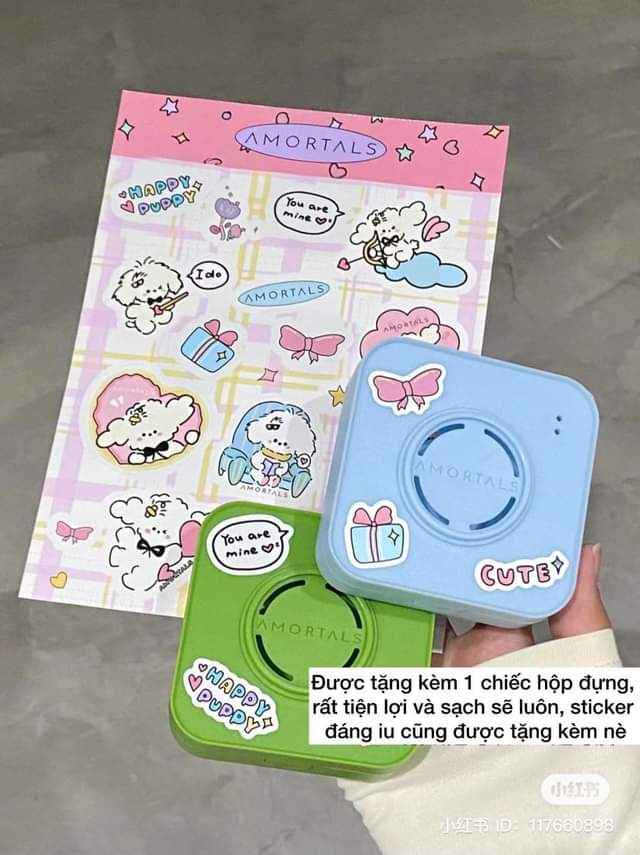 AMORTALS
HAPPY
PUPPY
You are
mine
I do
AMORTALS
AMORTALS
AMORTALS
AMORTALS
AMORTALS
CUTE
You are
mine
AMORTALS
HAPPY
PUPPY
Được tặng kèm 1 chiếc hộp đựng,
rất tiện lợi và sạch sẽ luôn, sticker
đáng iu cũng được tặng kèm nè
小红书
小红书 ID: 117660898